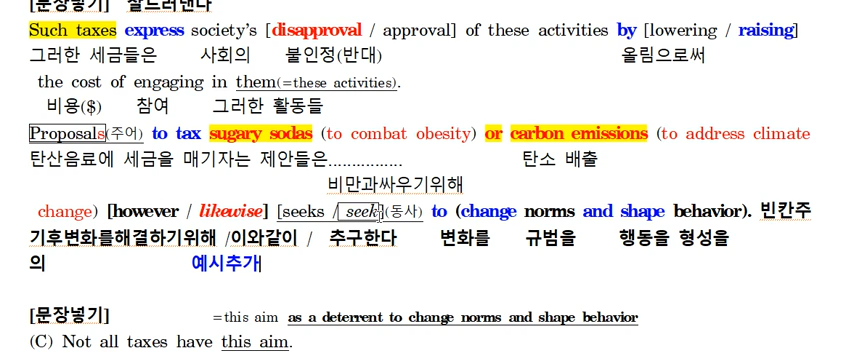 [문장넣기] 잘드러낸다
Such taxes express society's [disapproval / approval] of these activities by [lowering / raising]
그러한 세금들은 사회의 불인정(반대) 올림으로써
the cost of engaging in them(=these activities).
비용($) 참여 그러한 활동들
Proposals(주어) to tax sugary sodas (to combat obesity) or carbon emissions (to address climate
탄산음료에 세금을 매기자는 제안들은................ 탄소 배출
비만과싸우기위해
change) [however / likewise] [seeks / seek](동사) to (change norms and shape behavior). 빈칸주
기후변화를해결하기위해 /이와같이 / 추구한다 변화를 규범을 행동을 형성을
의 예시추가
[문장넣기] =this aim as a deterrent to change norms and shape behavior
(C) Not all taxes have this aim.